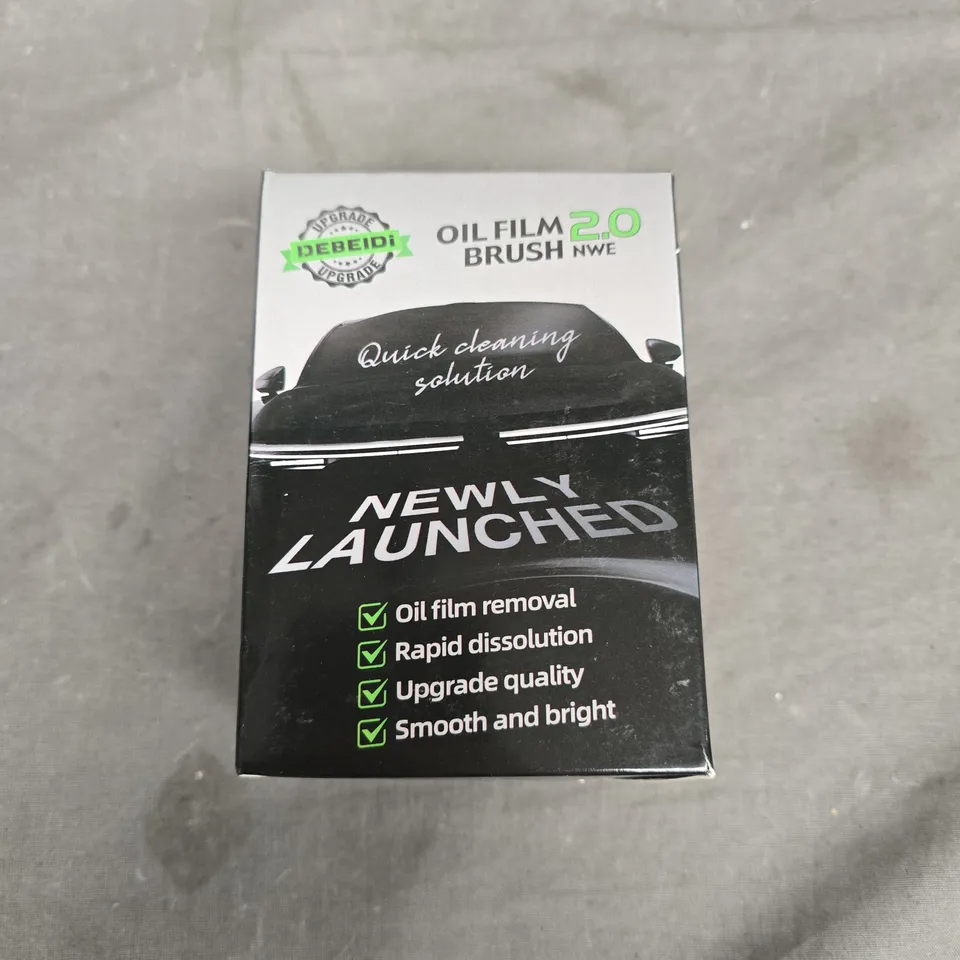 UPGRADE
DEBEIDi
UPGRADE
OIL FILM 2.0
BRUSH NWE
Quick cleaning
solution
NEWLY
LAUNCHED
Oil film removal
Rapid dissolution
Upgrade quality
Smooth and bright